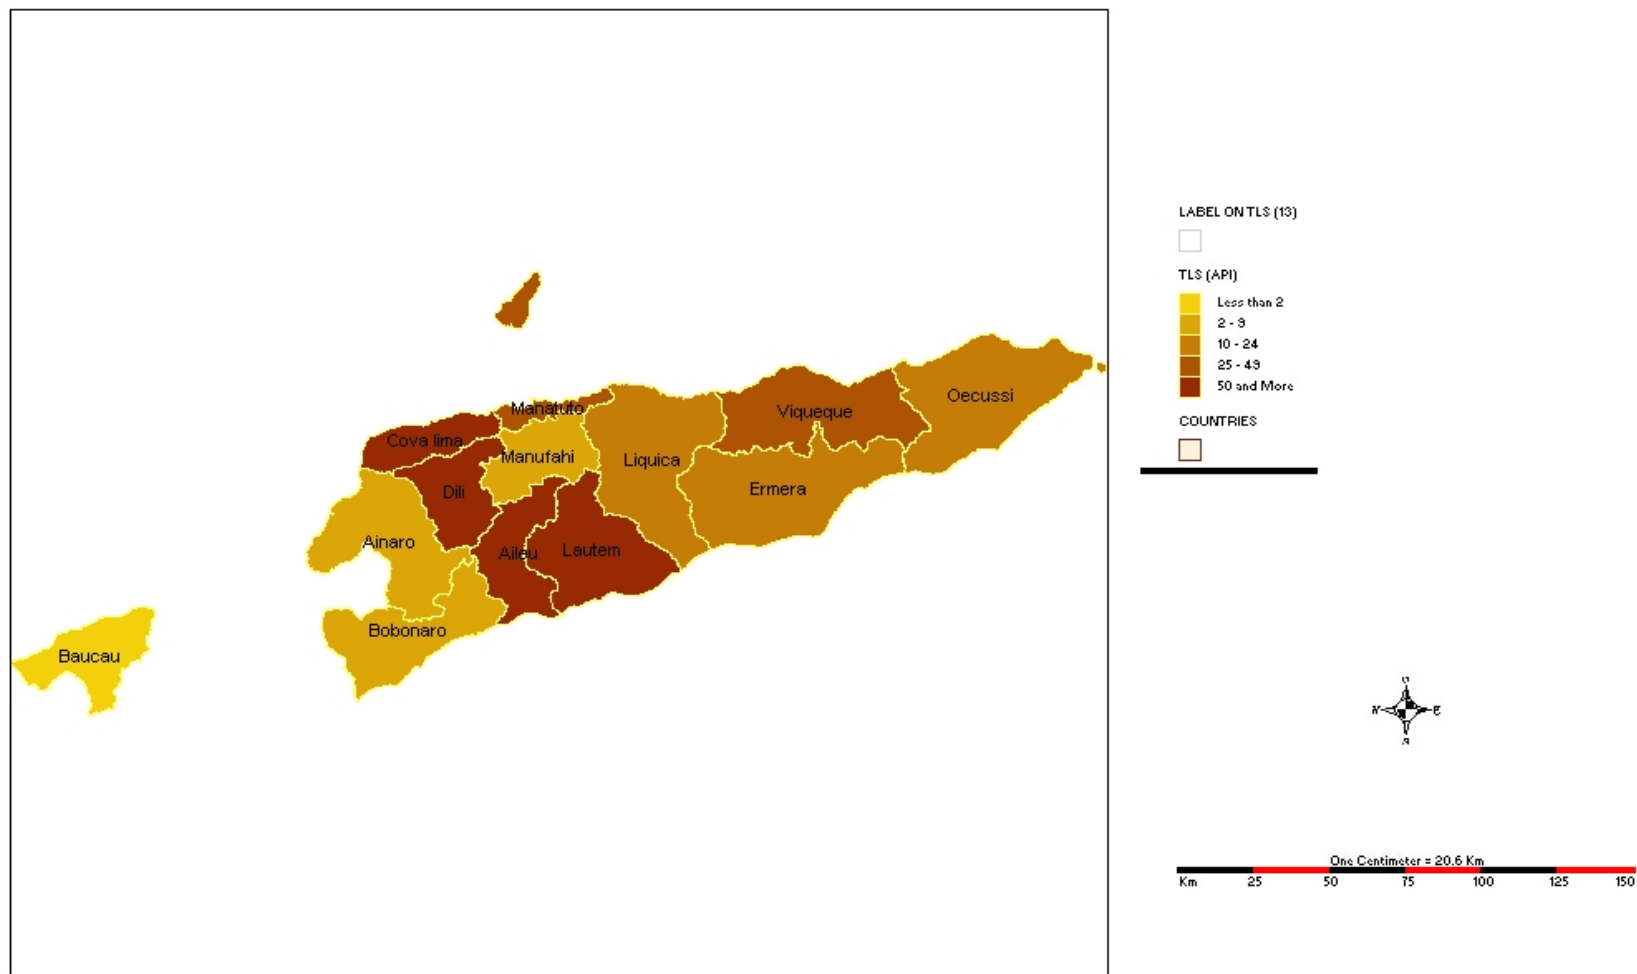 LABEL ON TLS (13)
TLS (API)
Less than 2
2 - 9
10 - 24
25 - 49
50 and More
COUNTRIES
Oecussi
Manatuto
Viqueque
Cova lima
Manufahi
Liquica
Dili
Ermera
Ainaro
Aileu
Lautem
Bobonaro
Baucau
E
One Centimeter = 20.6 Km
Km 25 50 75 100 125 150